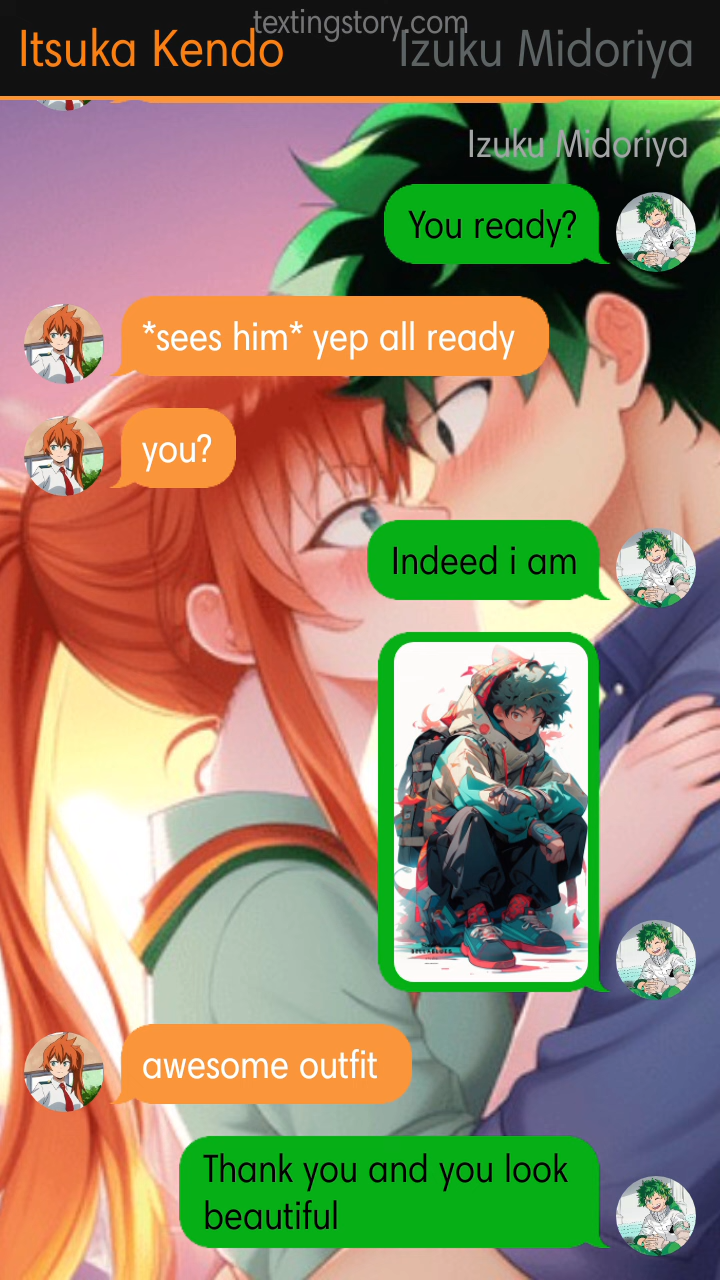 textingstory.com
Itsuka Kendo
Izuku Midoriya
Izuku Midoriya
You ready?
*sees him* yep all ready
you?
Indeed i am
awesome outfit
Thank you and you look
beautiful